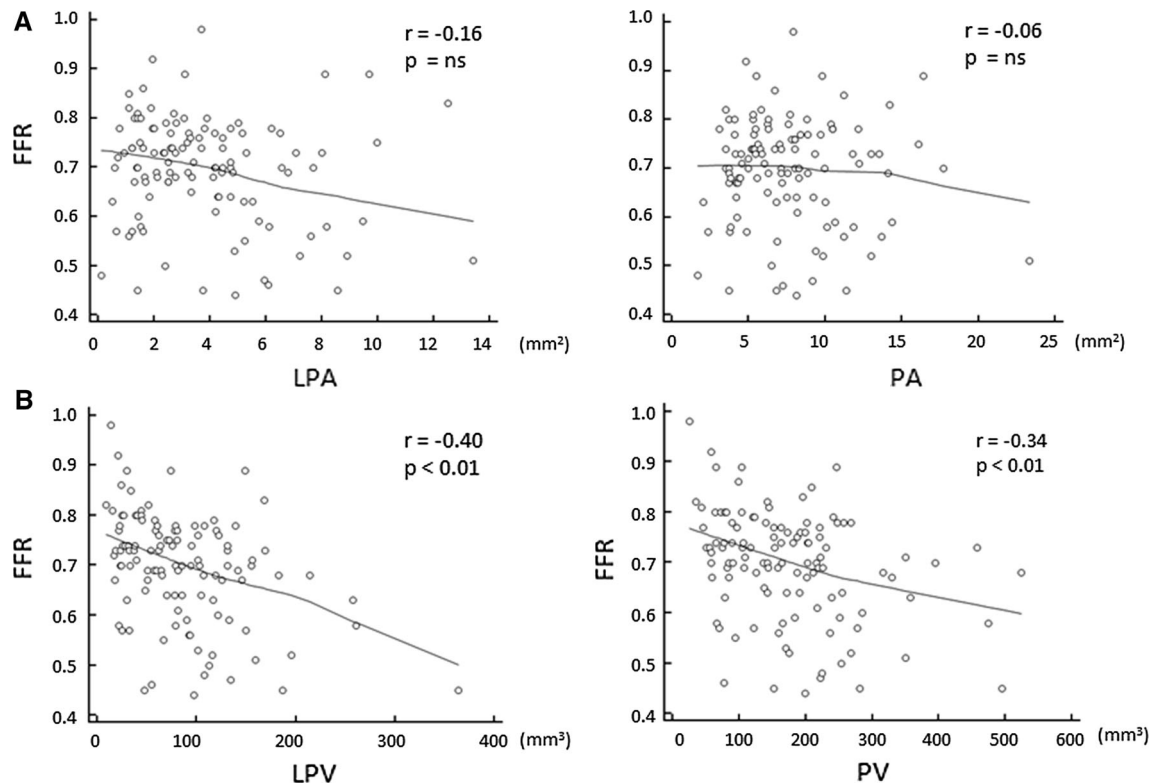 A
r = -0.16
p = ns
FFR
1.0
0.9
0.8
0.7
0.6
0.5
0.4
0 2 4 6 8 10 12 14 (mm²)
LPA
r = -0.06
p = ns
FFR
1.0
0.9
0.8
0.7
0.6
0.5
0.4
0 5 10 15 20 25 (mm²)
PA
B
r = -0.40
p < 0.01
FFR
1.0
0.9
0.8
0.7
0.6
0.5
0.4
0 100 200 300 400 (mm³)
LPV
r = -0.34
p < 0.01
FFR
1.0
0.9
0.8
0.7
0.6
0.5
0.4
0 100 200 300 400 500 600 (mm³)
PV